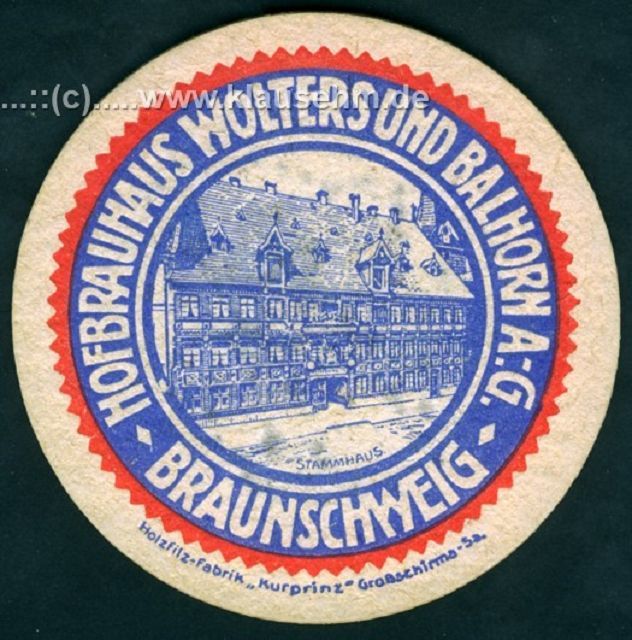 ...::(c).....www.klausehm.de
HOFBRAUHAUS WOLTERS UND BALHORN A.-G.
STAMMHAUS
BRAUNSCHWEIG
Holzfilz-Fabrik „Kurprinz" Großschirma-Sa.